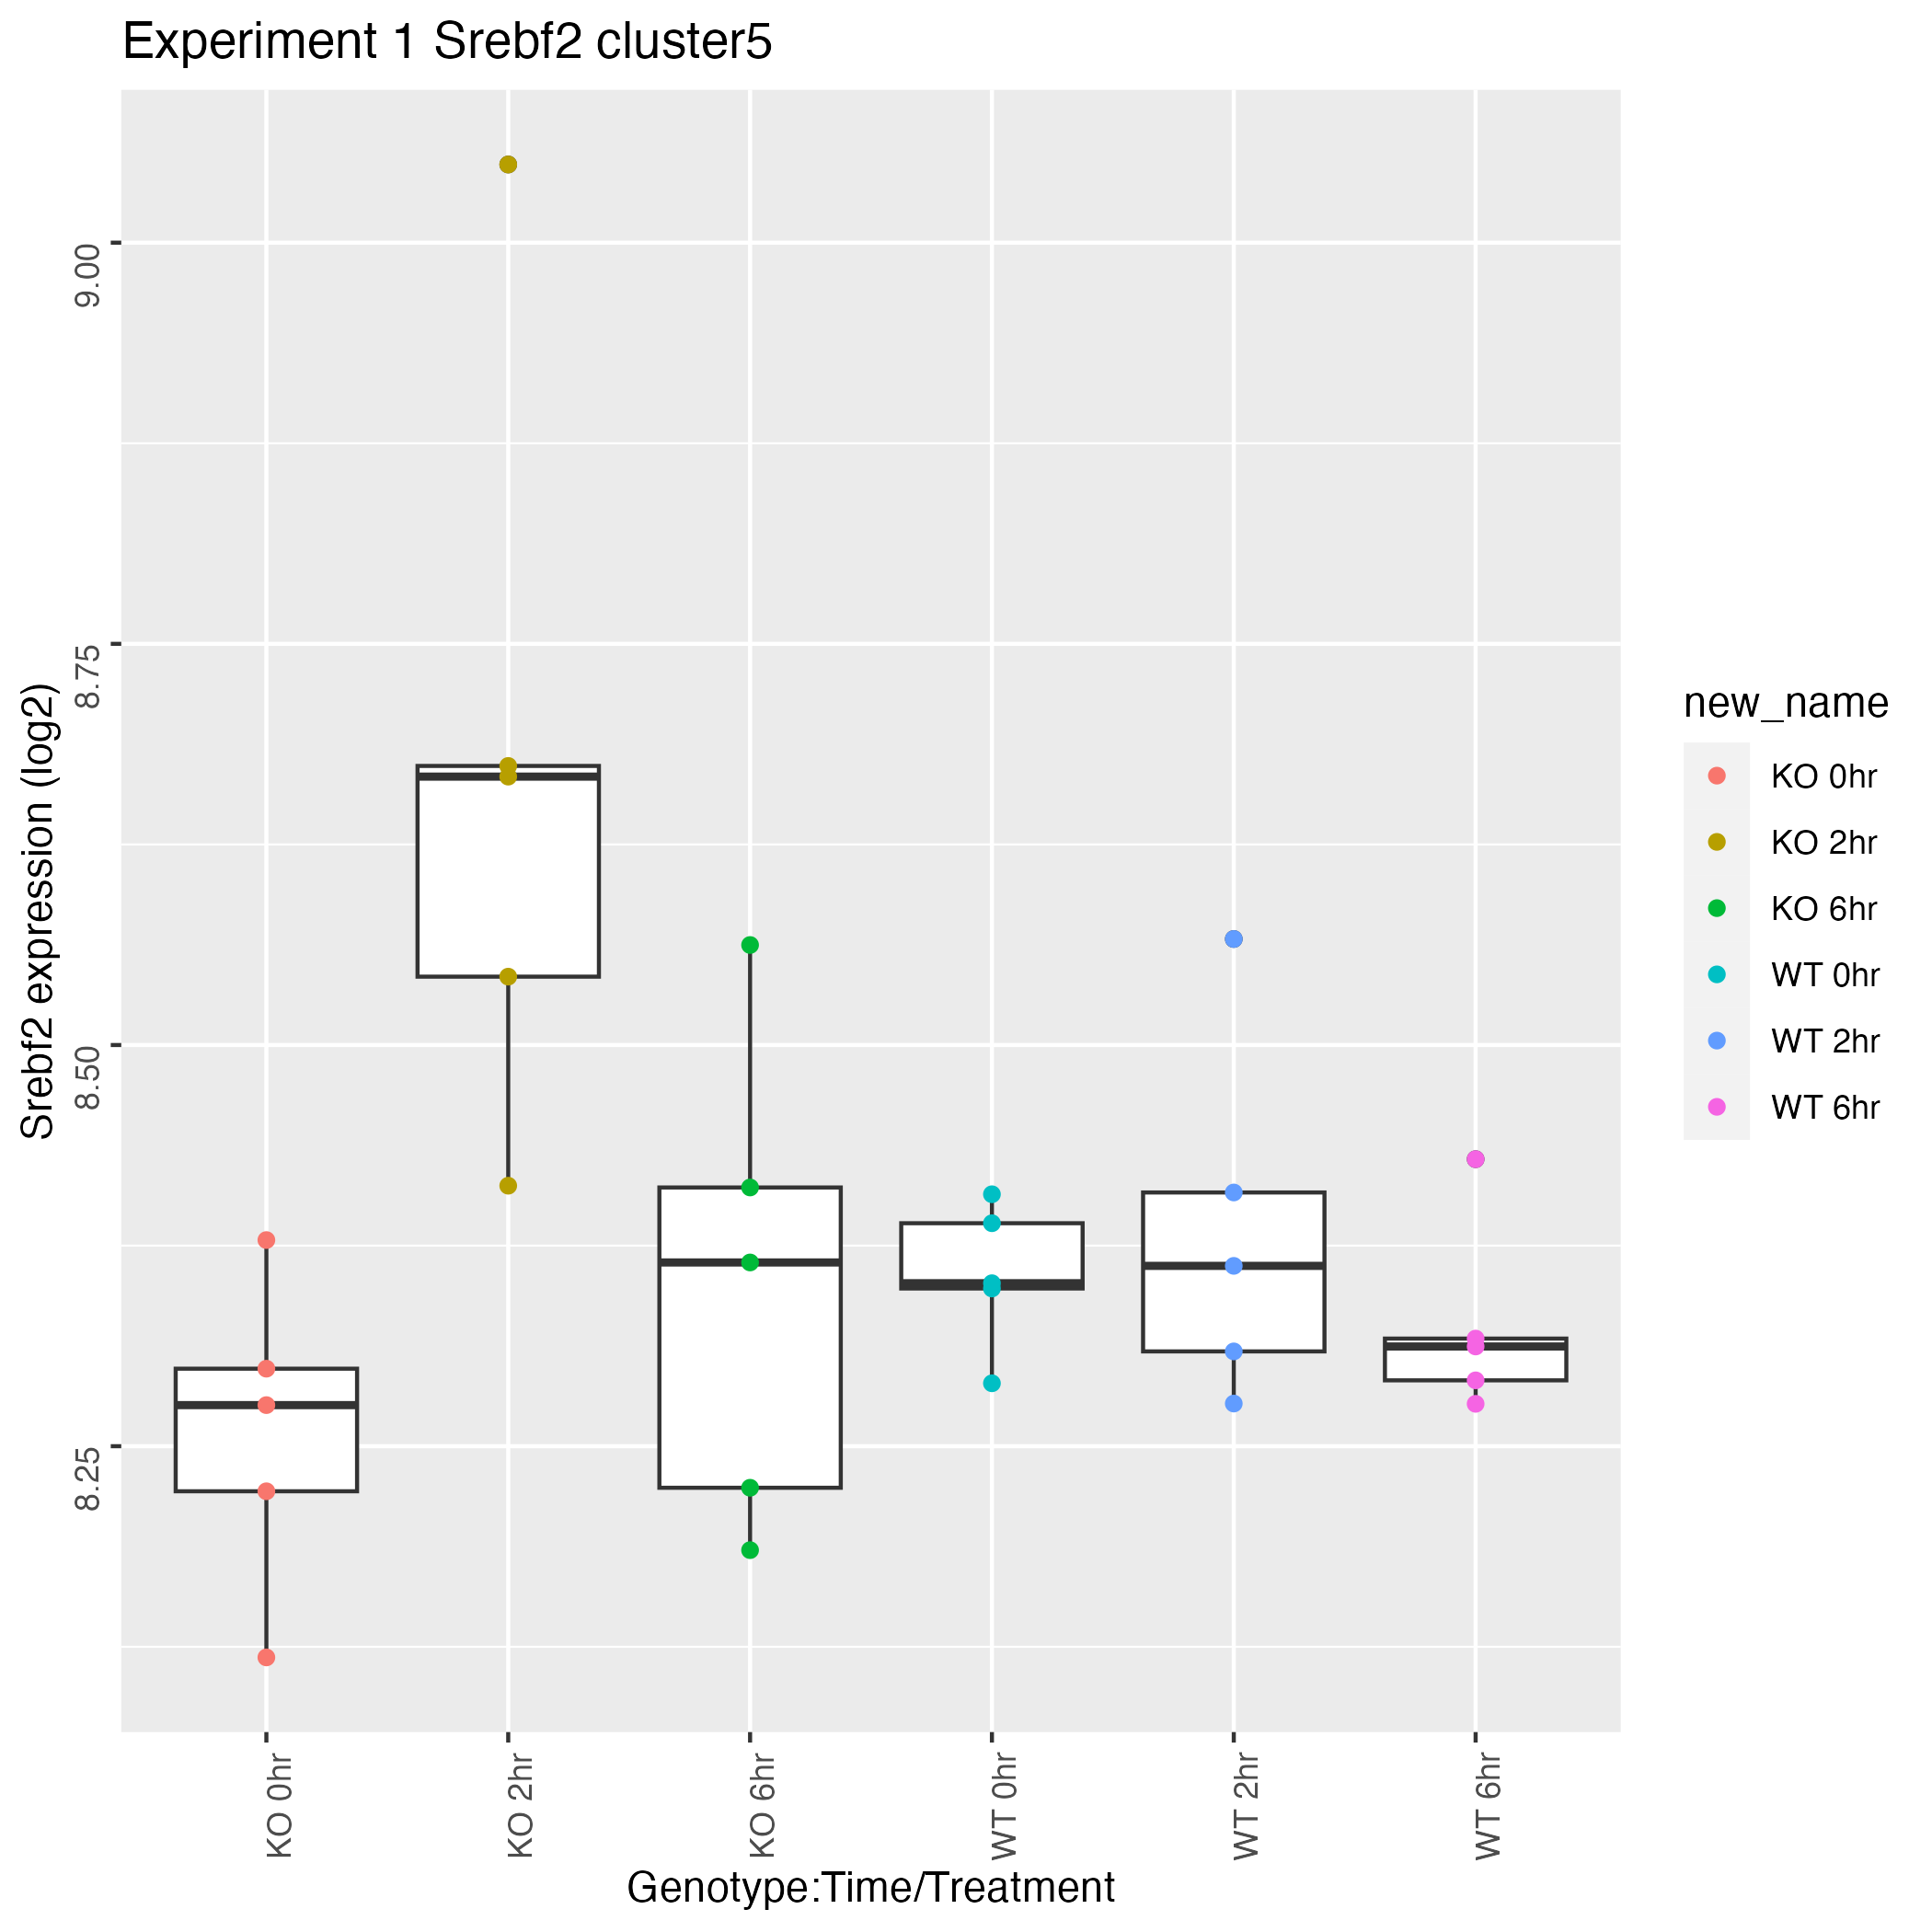 Experiment 1 Srebf2 cluster5
Srebf2 expression (log2)
9.00
8.75
8.50
8.25
KO 0hr
KO 2hr
KO 6hr
WT 0hr
WT 2hr
WT 6hr
Genotype:Time/Treatment
new_name
KO 0hr
KO 2hr
KO 6hr
WT 0hr
WT 2hr
WT 6hr